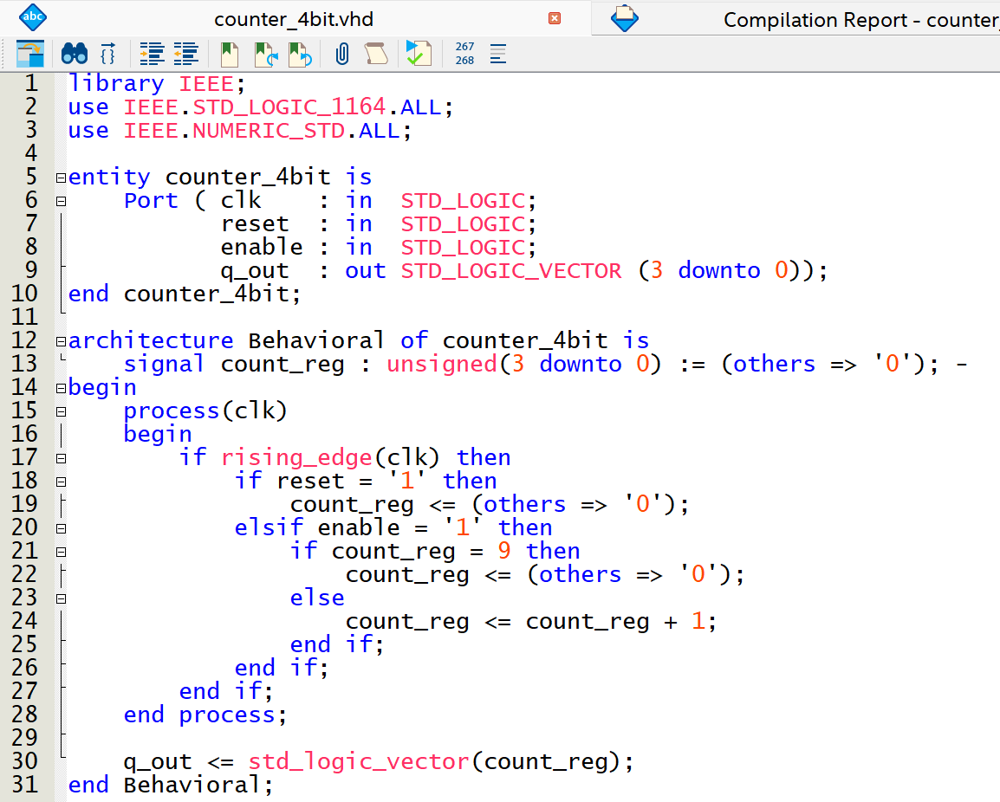 abc counter_4bit.vhd Compilation Report - counter_
267
268
1 library IEEE;
2 use IEEE.STD_LOGIC_1164.ALL;
3 use IEEE.NUMERIC_STD.ALL;
4
5 entity counter_4bit is
6     Port ( clk    : in  STD_LOGIC;
7            reset  : in  STD_LOGIC;
8            enable : in  STD_LOGIC;
9            q_out  : out STD_LOGIC_VECTOR (3 downto 0));
10 end counter_4bit;
11
12 architecture Behavioral of counter_4bit is
13     signal count_reg : unsigned(3 downto 0) := (others => '0'); -
14 begin
15     process(clk)
16     begin
17         if rising_edge(clk) then
18             if reset = '1' then
19                 count_reg <= (others => '0');
20             elsif enable = '1' then
21                 if count_reg = 9 then
22                     count_reg <= (others => '0');
23                 else
24                     count_reg <= count_reg + 1;
25                 end if;
26             end if;
27         end if;
28     end process;
29
30     q_out <= std_logic_vector(count_reg);
31 end Behavioral;